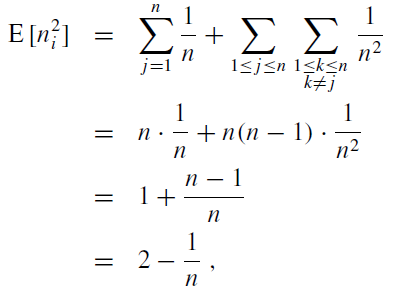 E[n_i^2] = \sum_{j=1}^{n} \frac{1}{n} + \sum_{1 \le j \le n} \sum_{\substack{1 \le k \le n \\ k \ne j}} \frac{1}{n^2}
= n \cdot \frac{1}{n} + n(n - 1) \cdot \frac{1}{n^2}
= 1 + \frac{n - 1}{n}
= 2 - \frac{1}{n} ,